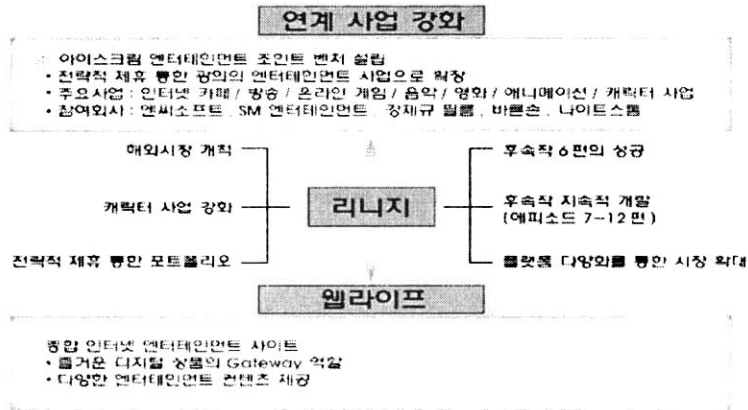 연계 사업 강화
아이스크림 엔터테인먼트 조인트 벤처 설립
• 전략적 제휴 통한 광의의 엔터테인먼트 사업으로 확장
• 주요사업 : 인터넷 카페 / 방송 / 온라인 게임 / 음악 / 영화 / 애니메이션 / 캐릭터 사업
• 참여회사 : 엔씨소프트, SM 엔터테인먼트, 강제규 필름, 바른손, 나이트스톰
해외시장 개척
후속작 6편의 성공
캐릭터 사업 강화
리니지
후속작 지속적 개발
(에피소드 7~12편)
전략적 제휴 통한 포트폴리오
플랫폼 다양화를 통한 시장 확대
웹라이프
종합 인터넷 엔터테인먼트 사이트
• 즐거운 디지털 상품의 Gateway 역할
• 다양한 엔터테인먼트 컨텐츠 제공